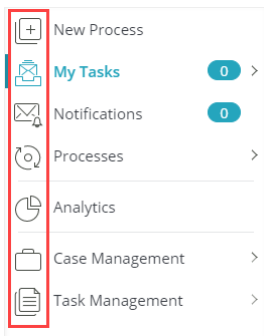 New Process
My Tasks 0
Notifications 0
Processes
Analytics
Case Management
Task Management